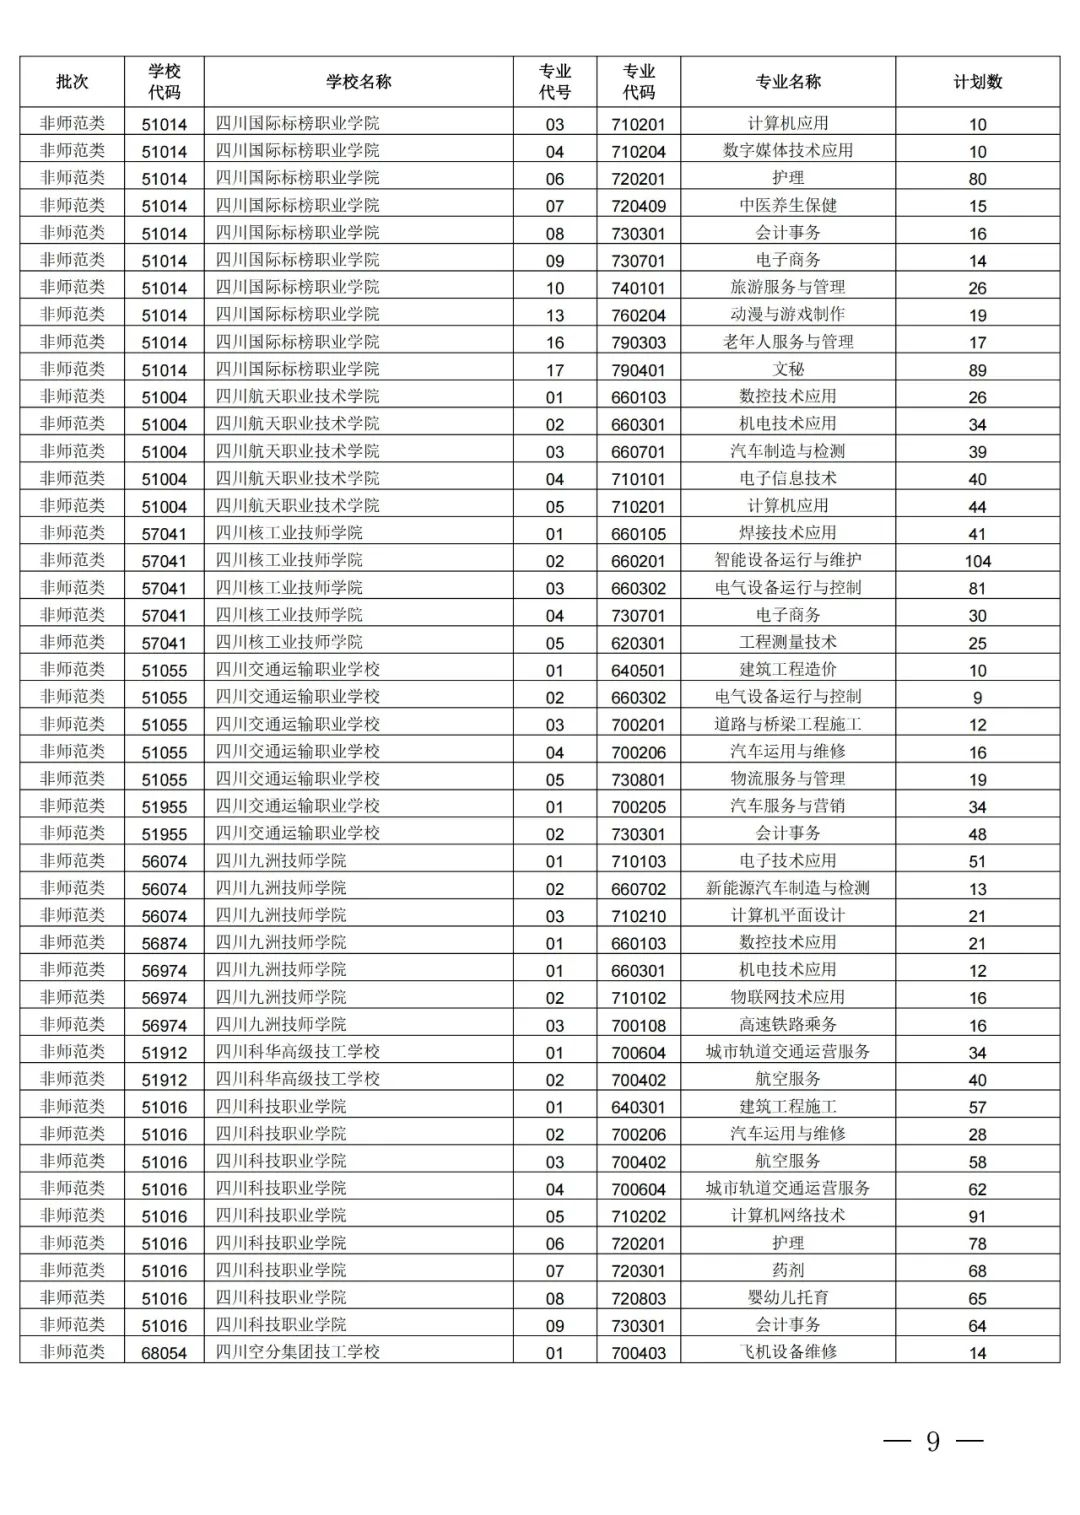 批次 学校代码 学校名称 专业代号 专业代码 专业名称 计划数
非师范类 51014 四川国际标榜职业学院 03 710201 计算机应用 10
非师范类 51014 四川国际标榜职业学院 04 710204 数字媒体技术应用 10
非师范类 51014 四川国际标榜职业学院 06 720201 护理 80
非师范类 51014 四川国际标榜职业学院 07 720409 中医养生保健 15
非师范类 51014 四川国际标榜职业学院 08 730301 会计事务 16
非师范类 51014 四川国际标榜职业学院 09 730701 电子商务 14
非师范类 51014 四川国际标榜职业学院 10 740101 旅游服务与管理 26
非师范类 51014 四川国际标榜职业学院 13 760204 动漫与游戏制作 19
非师范类 51014 四川国际标榜职业学院 16 790303 老年人服务与管理 17
非师范类 51014 四川国际标榜职业学院 17 790401 文秘 89
非师范类 51004 四川航天职业技术学院 01 660103 数控技术应用 26
非师范类 51004 四川航天职业技术学院 02 660301 机电技术应用 34
非师范类 51004 四川航天职业技术学院 03 660701 汽车制造与检测 39
非师范类 51004 四川航天职业技术学院 04 710101 电子信息技术 40
非师范类 51004 四川航天职业技术学院 05 710201 计算机应用 44
非师范类 57041 四川核工业技师学院 01 660105 焊接技术应用 41
非师范类 57041 四川核工业技师学院 02 660201 智能设备运行与维护 104
非师范类 57041 四川核工业技师学院 03 660302 电气设备运行与控制 81
非师范类 57041 四川核工业技师学院 04 730701 电子商务 30
非师范类 57041 四川核工业技师学院 05 620301 工程测量技术 25
非师范类 51055 四川交通运输职业学校 01 640501 建筑工程造价 10
非师范类 51055 四川交通运输职业学校 02 660302 电气设备运行与控制 9
非师范类 51055 四川交通运输职业学校 03 700201 道路与桥梁工程施工 12
非师范类 51055 四川交通运输职业学校 04 700206 汽车运用与维修 16
非师范类 51055 四川交通运输职业学校 05 730801 物流服务与管理 19
非师范类 51955 四川交通运输职业学校 01 700205 汽车服务与营销 34
非师范类 51955 四川交通运输职业学校 02 730301 会计事务 48
非师范类 56074 四川九洲技师学院 01 710103 电子技术应用 51
非师范类 56074 四川九洲技师学院 02 660702 新能源汽车制造与检测 13
非师范类 56074 四川九洲技师学院 03 710210 计算机平面设计 21
非师范类 56874 四川九洲技师学院 01 660103 数控技术应用 21
非师范类 56974 四川九洲技师学院 01 660301 机电技术应用 12
非师范类 56974 四川九洲技师学院 02 710102 物联网技术应用 16
非师范类 56974 四川九洲技师学院 03 700108 高速铁路乘务 16
非师范类 51912 四川科华高级技工学校 01 700604 城市轨道交通运营服务 34
非师范类 51912 四川科华高级技工学校 02 700402 航空服务 40
非师范类 51016 四川科技职业学院 01 640301 建筑工程施工 57
非师范类 51016 四川科技职业学院 02 700206 汽车运用与维修 28
非师范类 51016 四川科技职业学院 03 700402 航空服务 58
非师范类 51016 四川科技职业学院 04 700604 城市轨道交通运营服务 62
非师范类 51016 四川科技职业学院 05 710202 计算机网络技术 91
非师范类 51016 四川科技职业学院 06 720201 护理 78
非师范类 51016 四川科技职业学院 07 720301 药剂 68
非师范类 51016 四川科技职业学院 08 720803 婴幼儿托育 65
非师范类 51016 四川科技职业学院 09 730301 会计事务 64
非师范类 68054 四川空分集团技工学校 01 700403 飞机设备维修 14
— 9 —